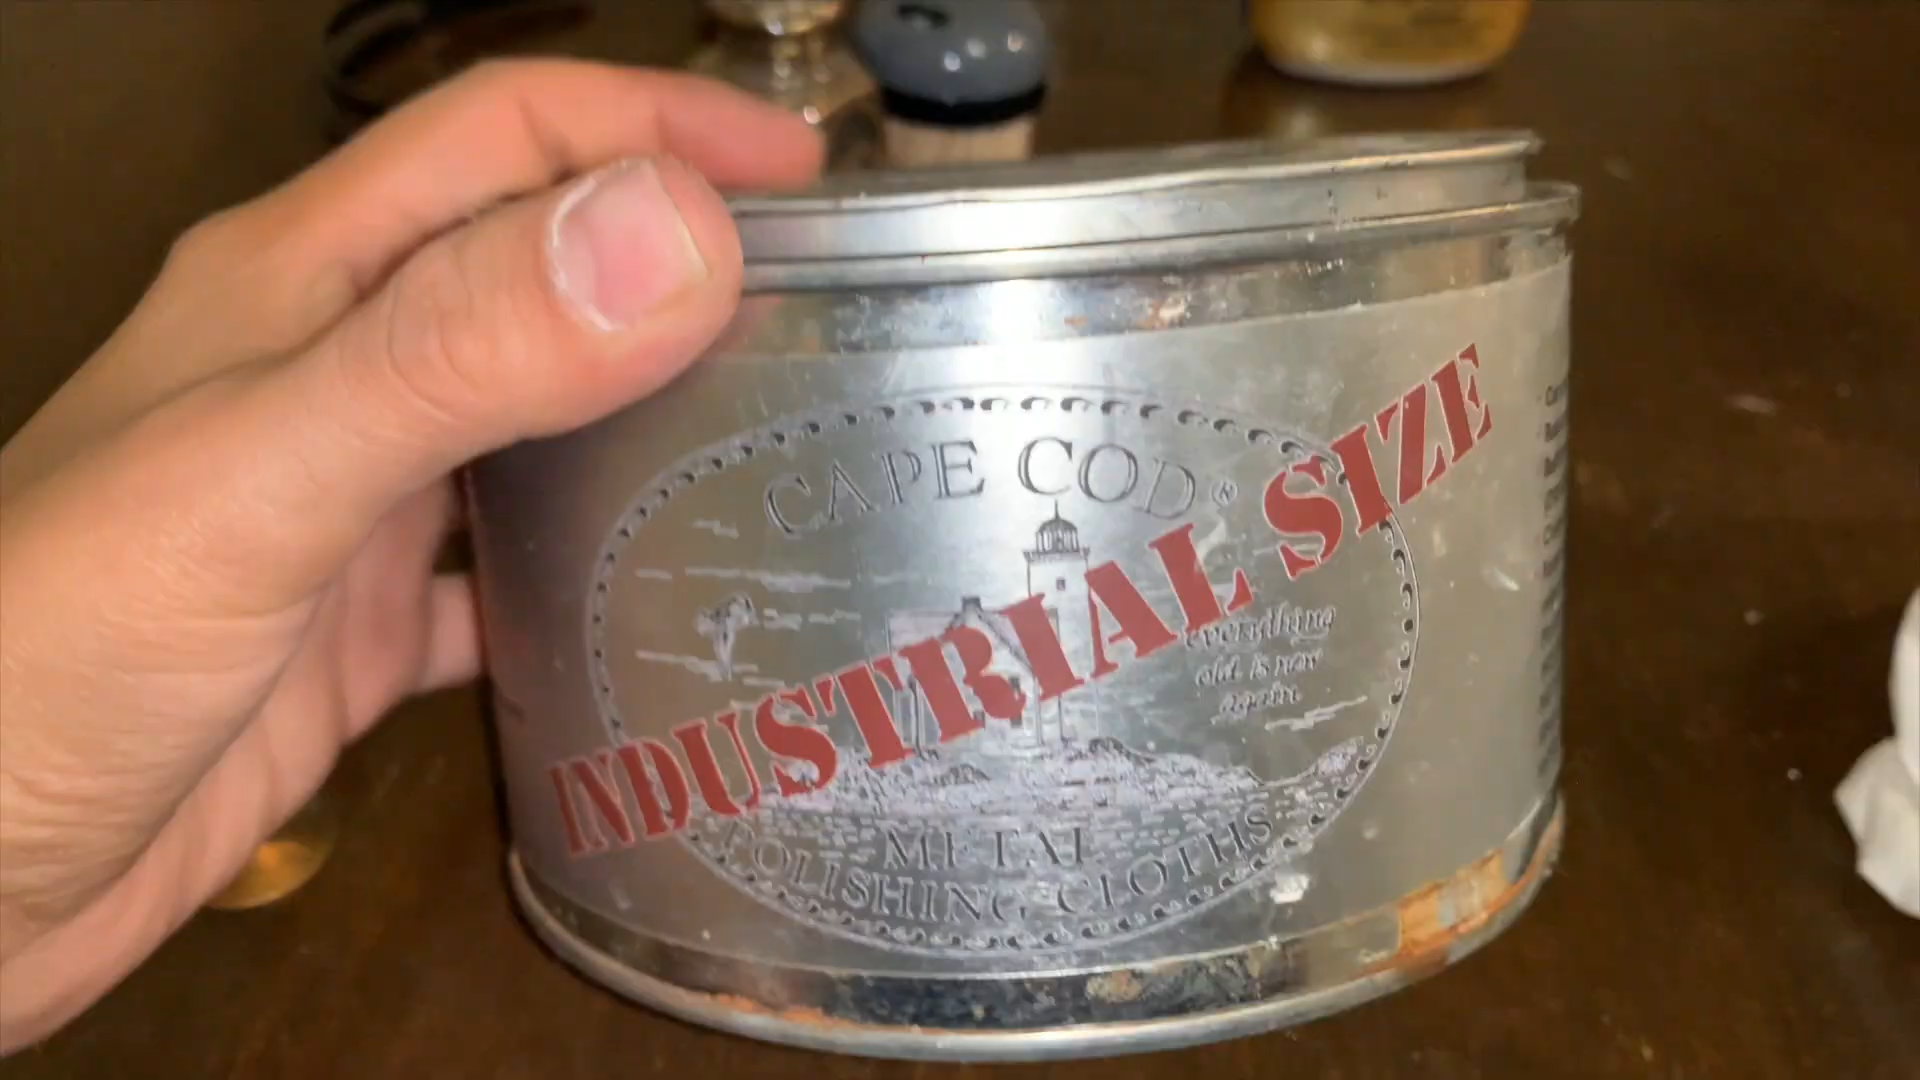 CAPE COD®
INDUSTRIAL SIZE
everything
old is new
again
METAL
POLISHING CLOTHS